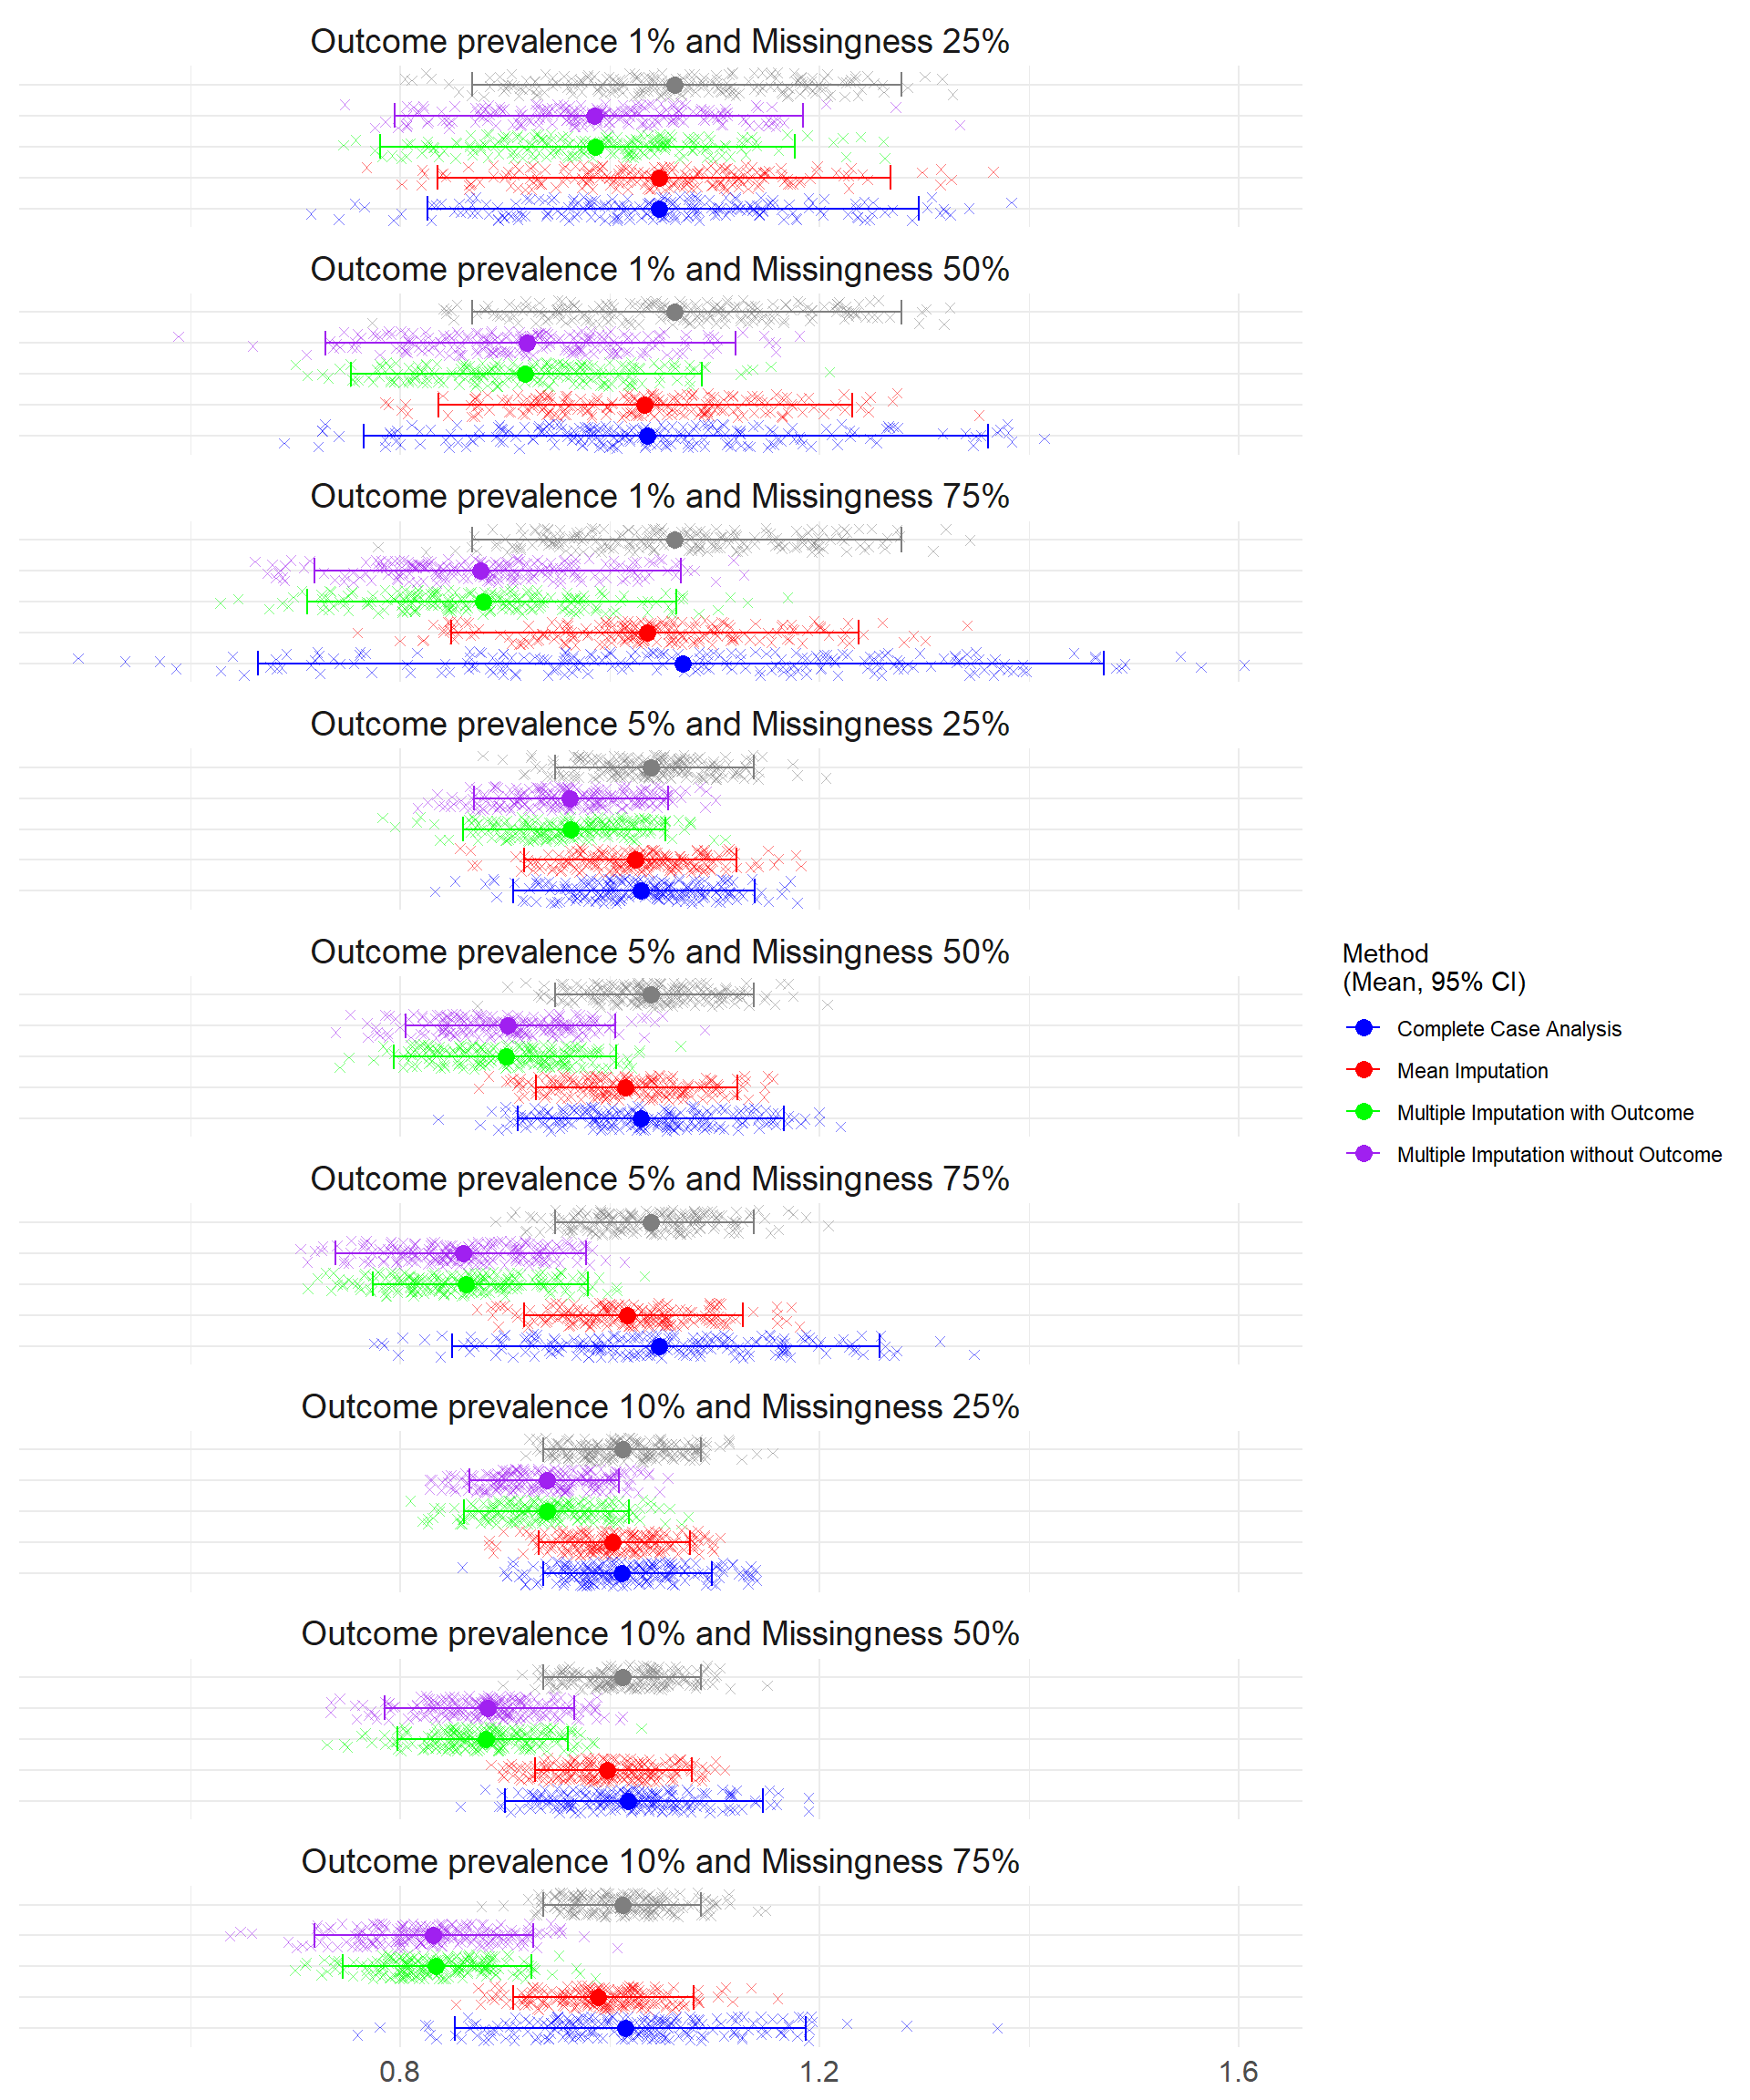 Outcome prevalence 1% and Missingness 25%
Outcome prevalence 1% and Missingness 50%
Outcome prevalence 1% and Missingness 75%
Outcome prevalence 5% and Missingness 25%
Outcome prevalence 5% and Missingness 50%
Outcome prevalence 5% and Missingness 75%
Outcome prevalence 10% and Missingness 25%
Outcome prevalence 10% and Missingness 50%
Outcome prevalence 10% and Missingness 75%
0.8 1.2 1.6
Method
(Mean, 95% CI)
Complete Case Analysis
Mean Imputation
Multiple Imputation with Outcome
Multiple Imputation without Outcome